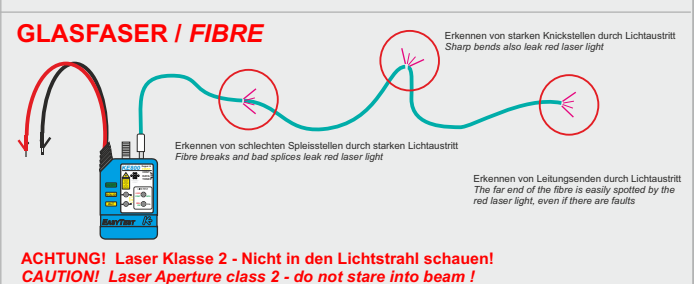 GLASFASER / FIBRE
Erkennen von starken Knickstellen durch Lichtaustritt
Sharp bends also leak red laser light
Erkennen von schlechten Spleisstellen durch starken Lichtaustritt
Fibre breaks and bad splices leak red laser light
Erkennen von Leitungsenden durch Lichtaustritt
The far end of the fibre is easily spotted by the
red laser light, even if there are faults
EASYTEST
ACHTUNG! Laser Klasse 2 - Nicht in den Lichtstrahl schauen!
CAUTION! Laser Aperture class 2 - do not stare into beam !